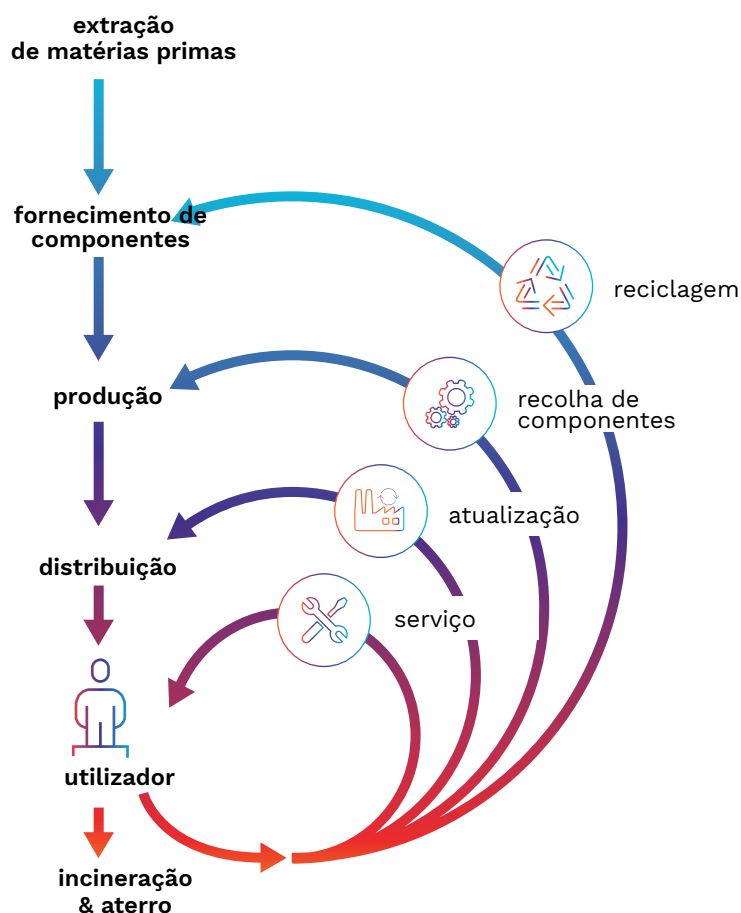 extração
de matérias primas
fornecimento de
componentes
reciclagem
produção
recolha de
componentes
atualização
distribuição
serviço
utilizador
incineração
& aterro